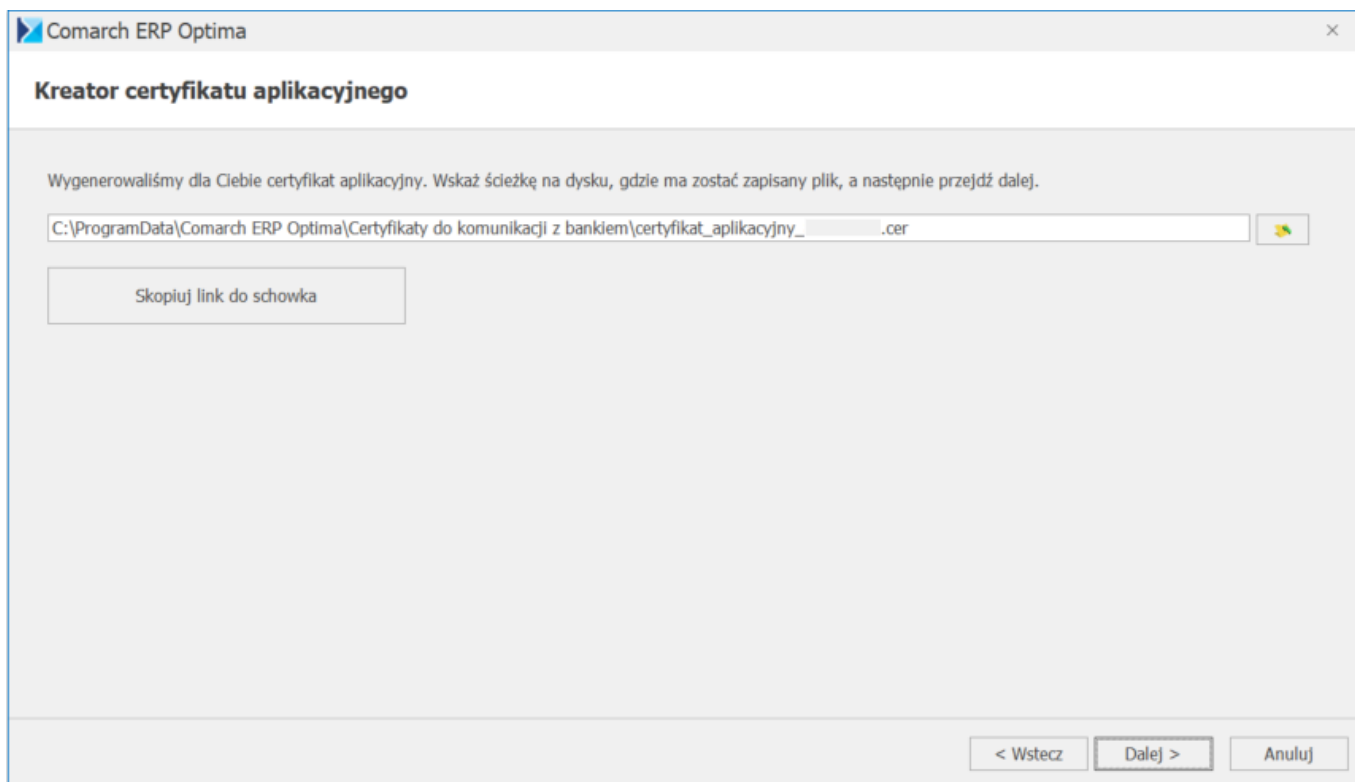 Comarch ERP Optima
Kreator certyfikatu aplikacyjnego
Wygenerowaliśmy dla Ciebie certyfikat aplikacyjny. Wskaż ścieżkę na dysku, gdzie ma zostać zapisany plik, a następnie przejdź dalej.
C:\ProgramData\Comarch ERP Optima\Certyfikaty do komunikacji z bankiem\certyfikat_aplikacyjny_ .cer
Skopiuj link do schowka
< Wstecz Dalej > Anuluj